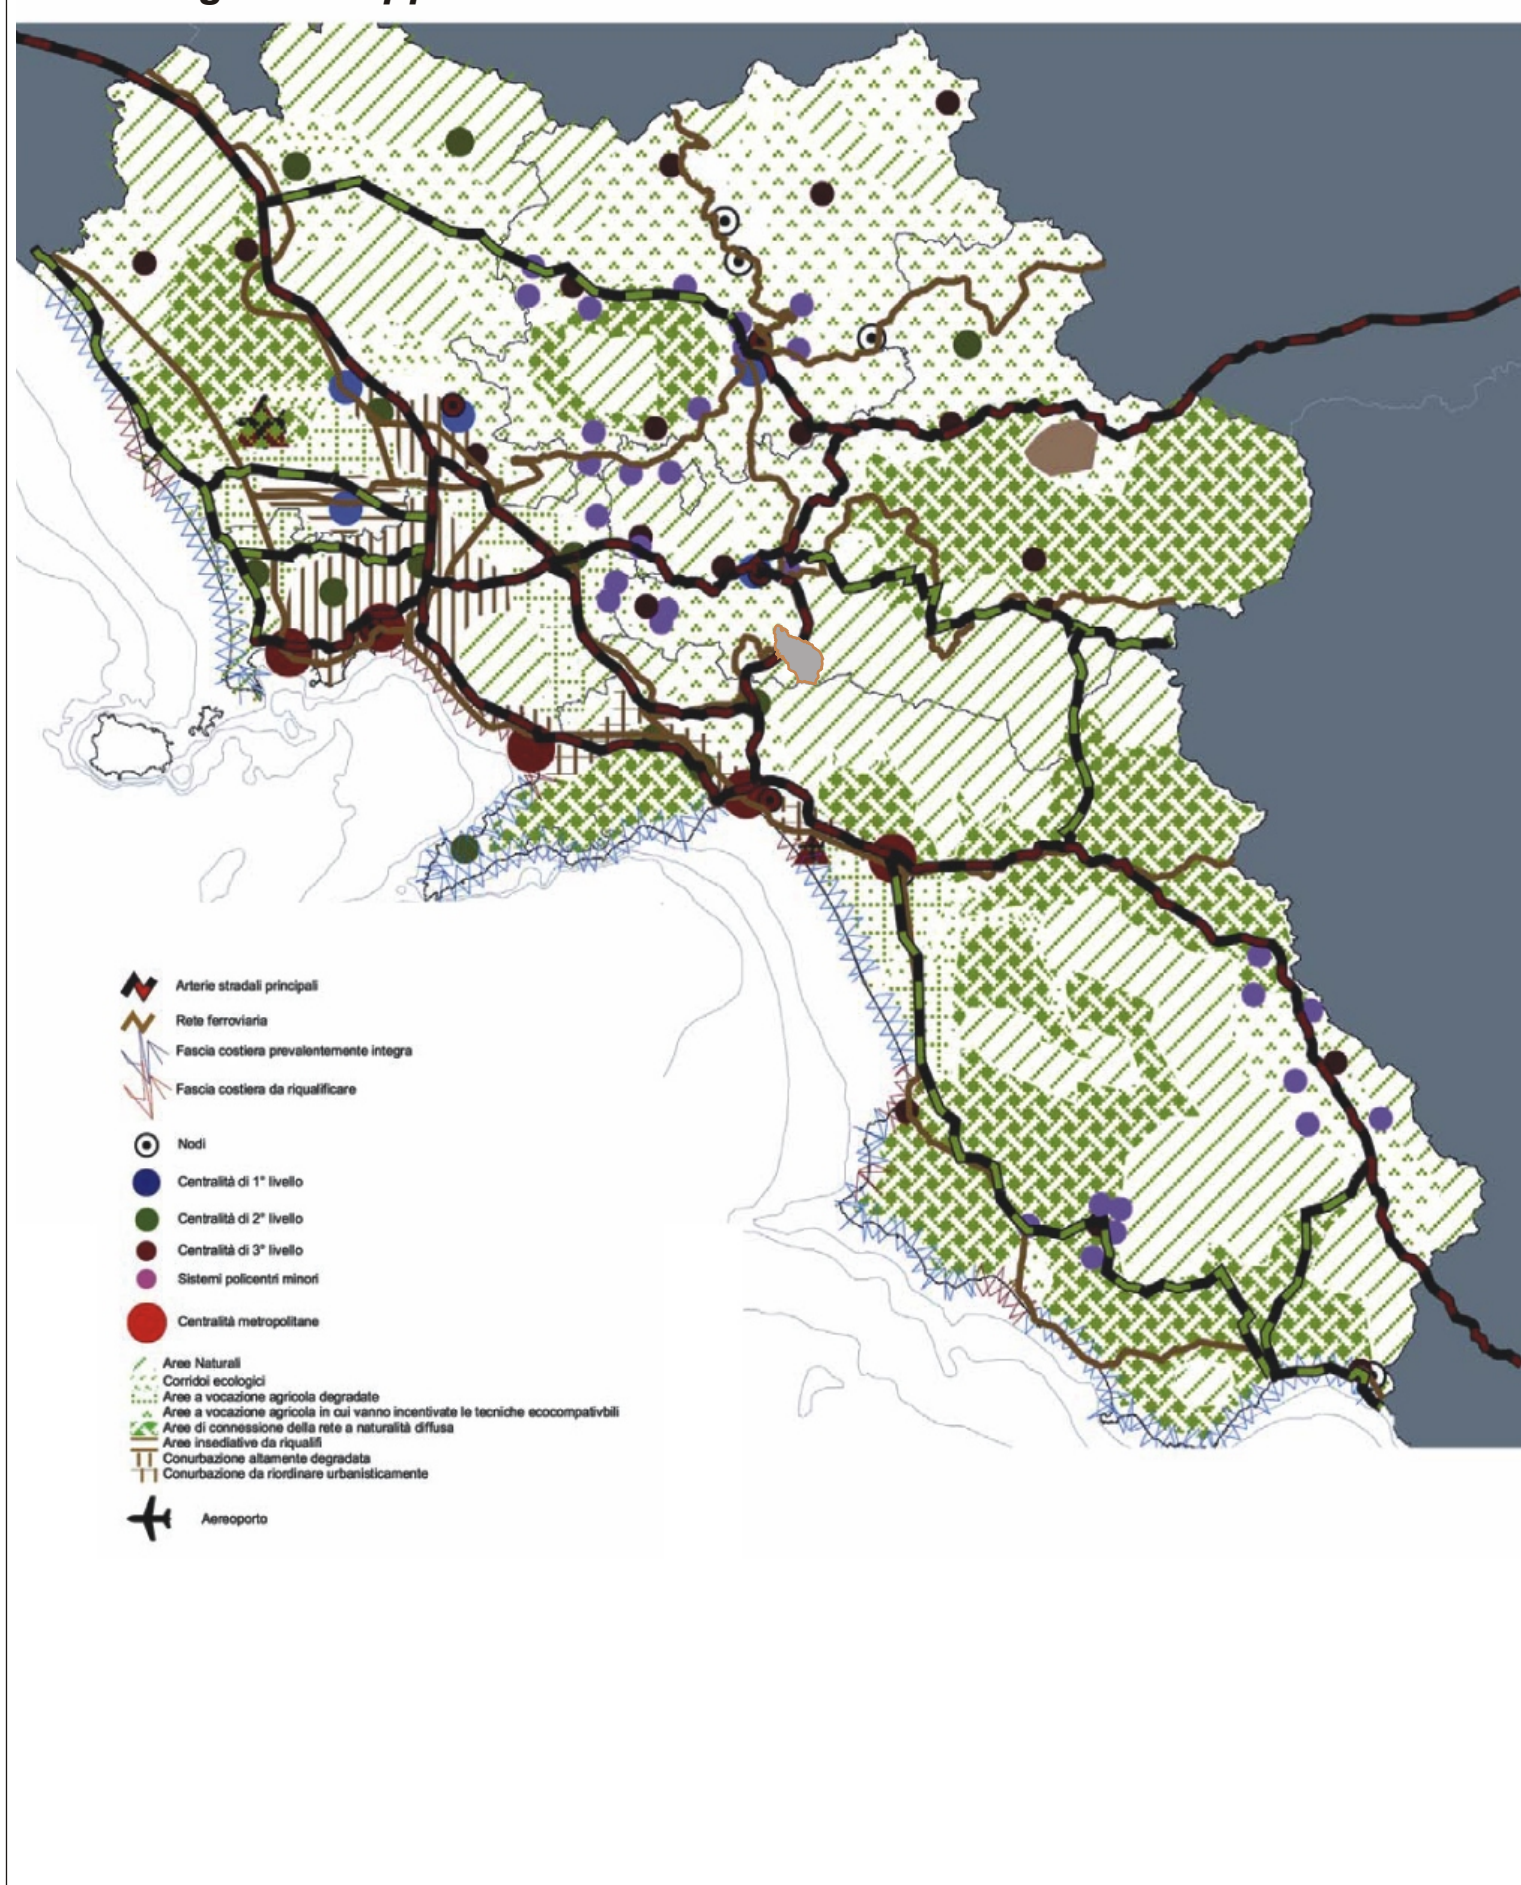 Arterie stradali principali
Rete ferroviaria
Fascia costiera prevalentemente integra
Fascia costiera da riqualificare
Nodi
Centralità di 1° livello
Centralità di 2° livello
Centralità di 3° livello
Sistemi policentri minori
Centralità metropolitane
Aree Naturali
Corridoi ecologici
Aree a vocazione agricola degradate
Aree a vocazione agricola in cui vanno incentivate le tecniche ecocompativbili
Aree di connessione della rete a naturalità diffusa
Aree insediative da riqualifi
Conurbazione altamente degradata
Conurbazione da riordinare urbanisticamente
Aereoporto